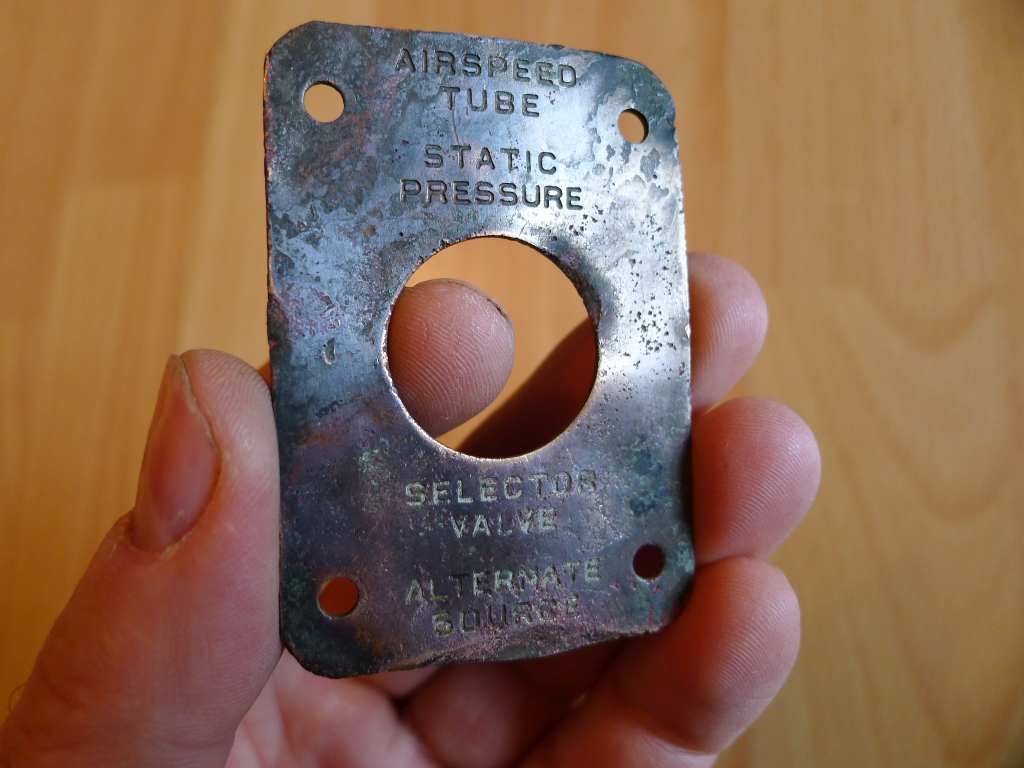 AIRSPEED
TUBE
STATIC
PRESSURE
SELECTOR
VALVE
ALTERNATE
SOURCE